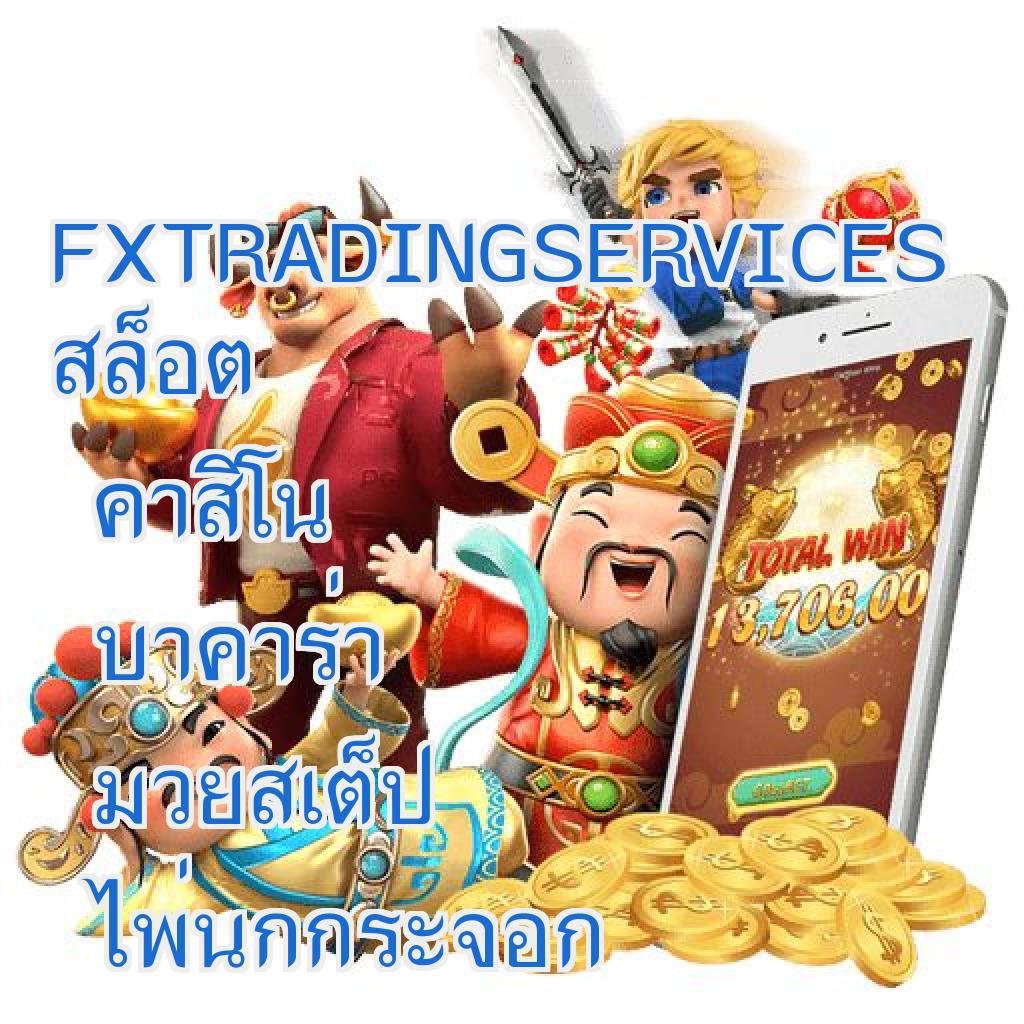 FXTRADINGSERVICES
สล็อต
คาสิโน
บาคาร่า
มวยสเต็ป
ไพ่นกกระจอก
TOTAL WIN
13,706.00